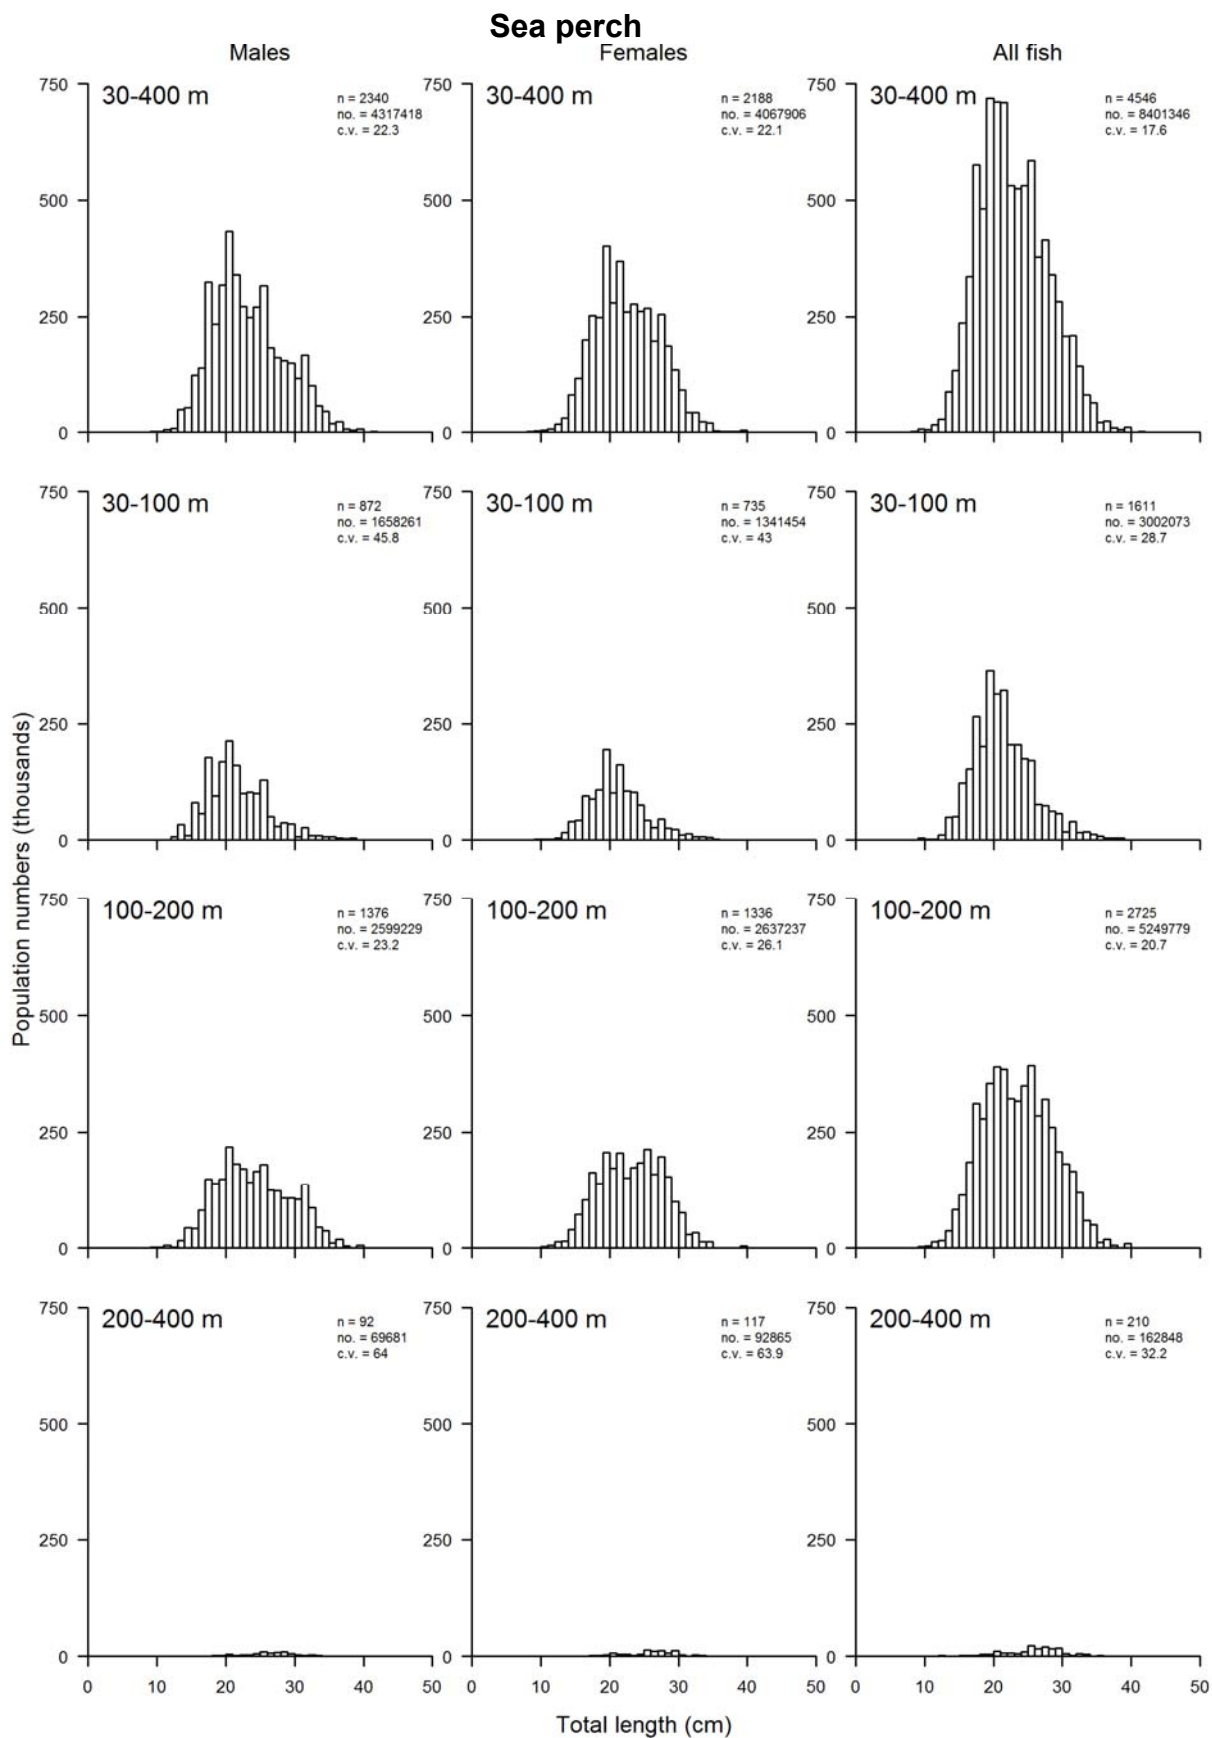 Sea perch
Males
Females
All fish
30-400 m
n = 2340
no. = 4317418
c.v. = 22.3
750
500
250
0
30-400 m
n = 2188
no. = 4067906
c.v. = 22.1
750
500
250
0
30-400 m
n = 4546
no. = 8401346
c.v. = 17.6
750
500
250
0
30-100 m
n = 872
no. = 1658261
c.v. = 45.8
750
500
250
0
30-100 m
n = 735
no. = 1341454
c.v. = 43
750
500
250
0
30-100 m
n = 1611
no. = 3002073
c.v. = 28.7
750
500
250
0
Population numbers (thousands)
100-200 m
n = 1376
no. = 2599229
c.v. = 23.2
750
500
250
0
100-200 m
n = 1336
no. = 2637237
c.v. = 26.1
750
500
250
0
100-200 m
n = 2725
no. = 5249779
c.v. = 20.7
750
500
250
0
200-400 m
n = 92
no. = 69681
c.v. = 64
750
500
250
0
0 10 20 30 40 50
200-400 m
n = 117
no. = 92865
c.v. = 63.9
750
500
250
0
0 10 20 30 40 50
200-400 m
n = 210
no. = 162848
c.v. = 32.2
750
500
250
0
0 10 20 30 40 50
Total length (cm)